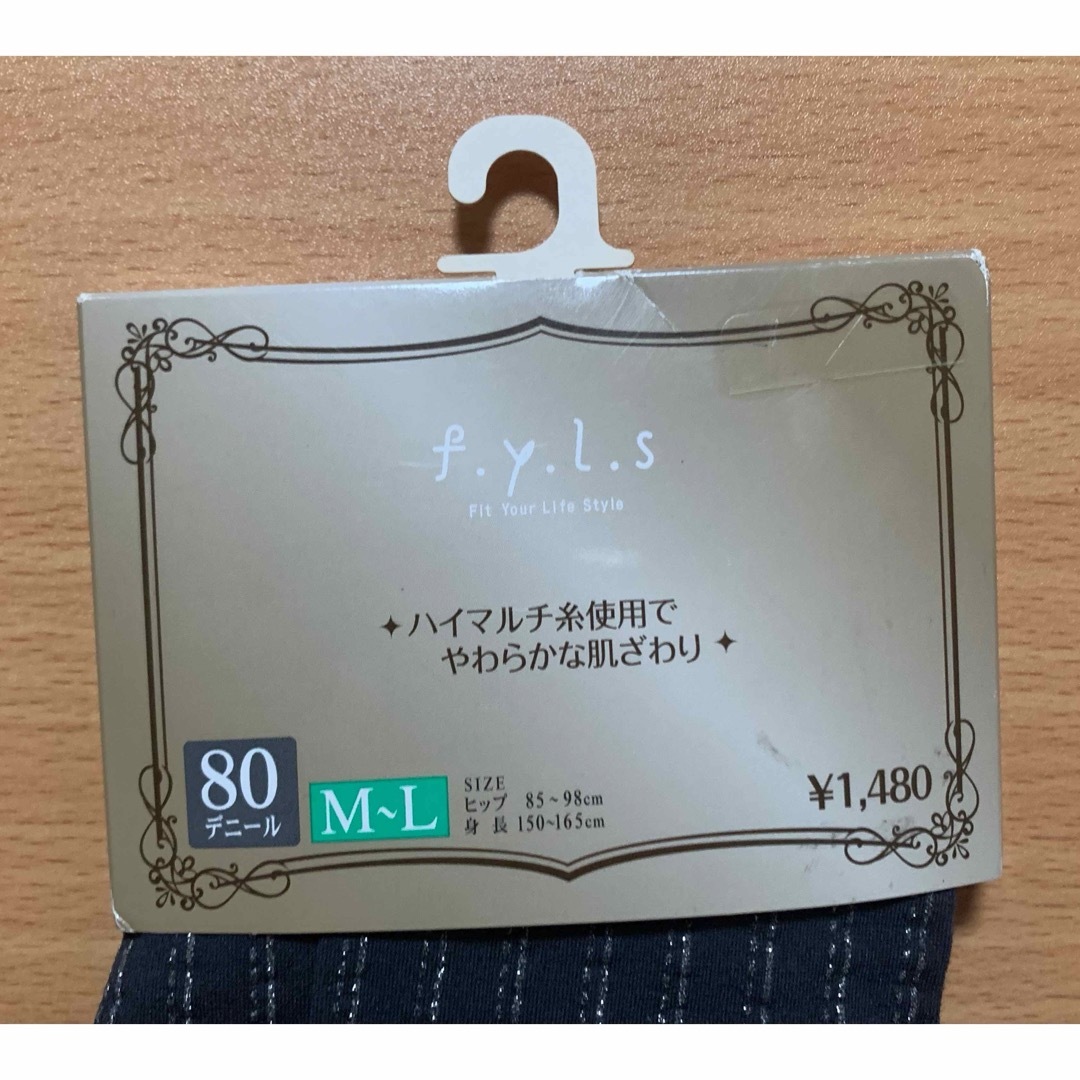 f.y.l.s
Fit Your Life Style
ハイマルチ糸使用で
やわらかな肌ざわり
80
デニール
M~L
SIZE
ヒップ 85~98cm
身長 150~165cm
¥1,480